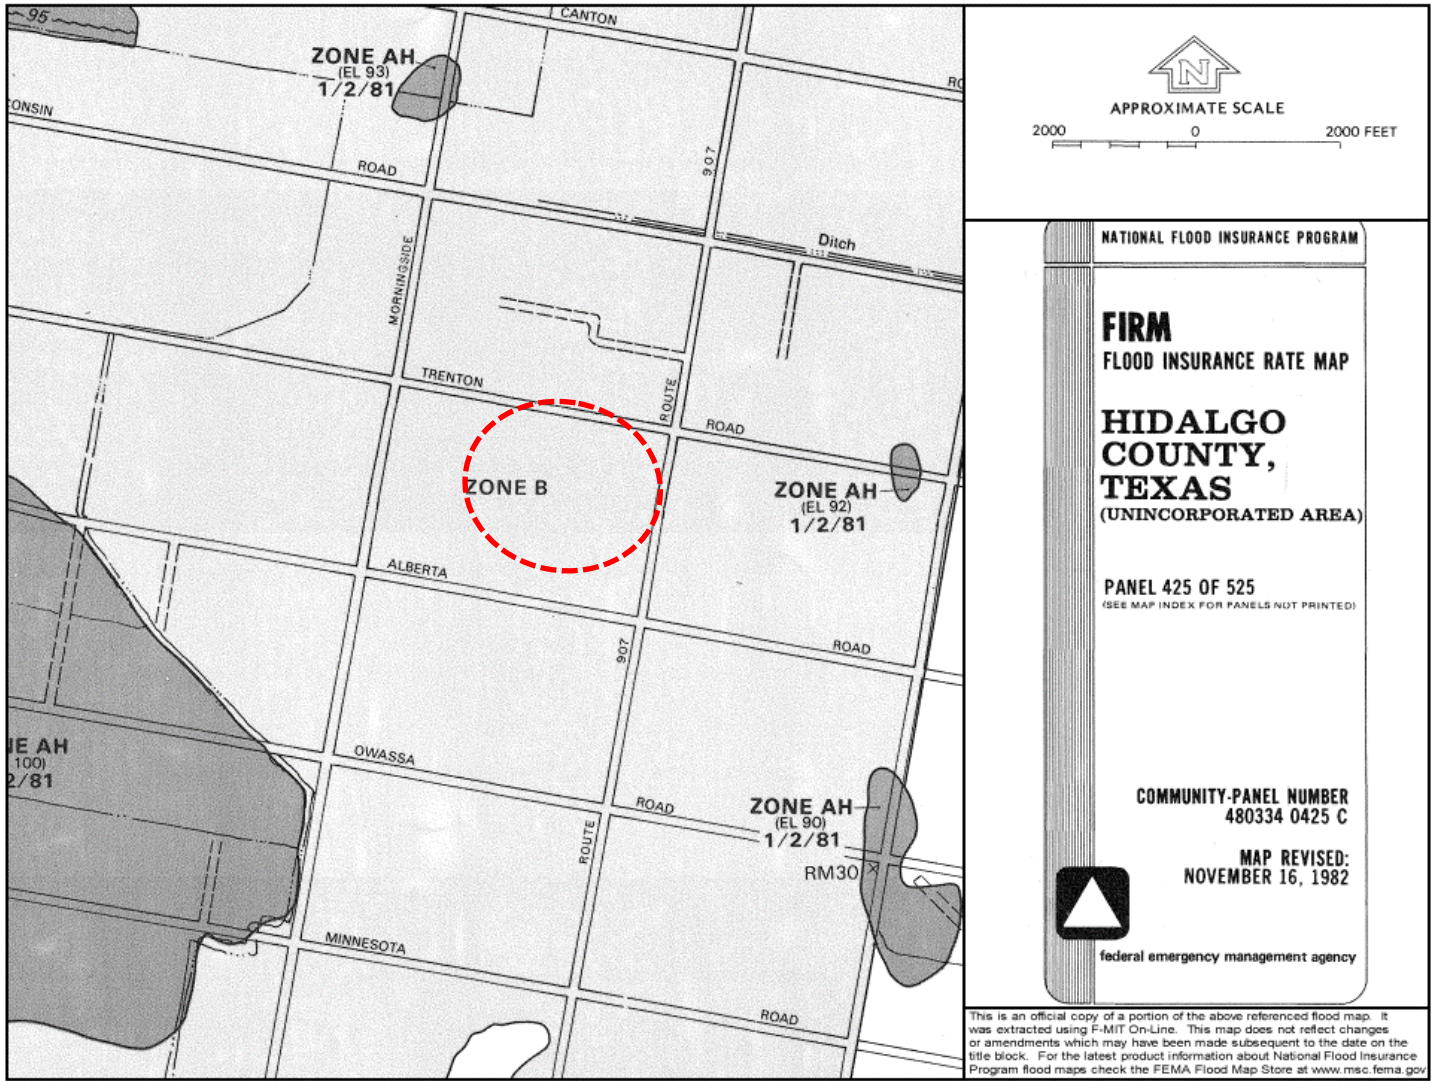 95
CANTON
RO
ZONE AH
(EL 93)
1/2/81
CONSIN
ROAD
907
Ditch
MORNINGSIDE
TRENTON
ROUTE
ROAD
ZONE B
ZONE AH
(EL 92)
1/2/81
ALBERTA
907
ROAD
NE AH
100)
2/81
OWASSA
ROAD
ZONE AH
(EL 90)
1/2/81
ROUTE
RM30
MINNESOTA
ROAD
N
APPROXIMATE SCALE
2000 0 2000 FEET
NATIONAL FLOOD INSURANCE PROGRAM
FIRM
FLOOD INSURANCE RATE MAP
HIDALGO
COUNTY,
TEXAS
(UNINCORPORATED AREA)
PANEL 425 OF 525
(SEE MAP INDEX FOR PANELS NOT PRINTED)
COMMUNITY-PANEL NUMBER
480334 0425 C
MAP REVISED:
NOVEMBER 16, 1982
federal emergency management agency
This is an official copy of a portion of the above referenced flood map. It
was extracted using F-MIT On-Line. This map does not reflect changes
or amendments which may have been made subsequent to the date on the
title block. For the latest product information about National Flood Insurance
Program flood maps check the FEMA Flood Map Store at www.msc.fema.gov